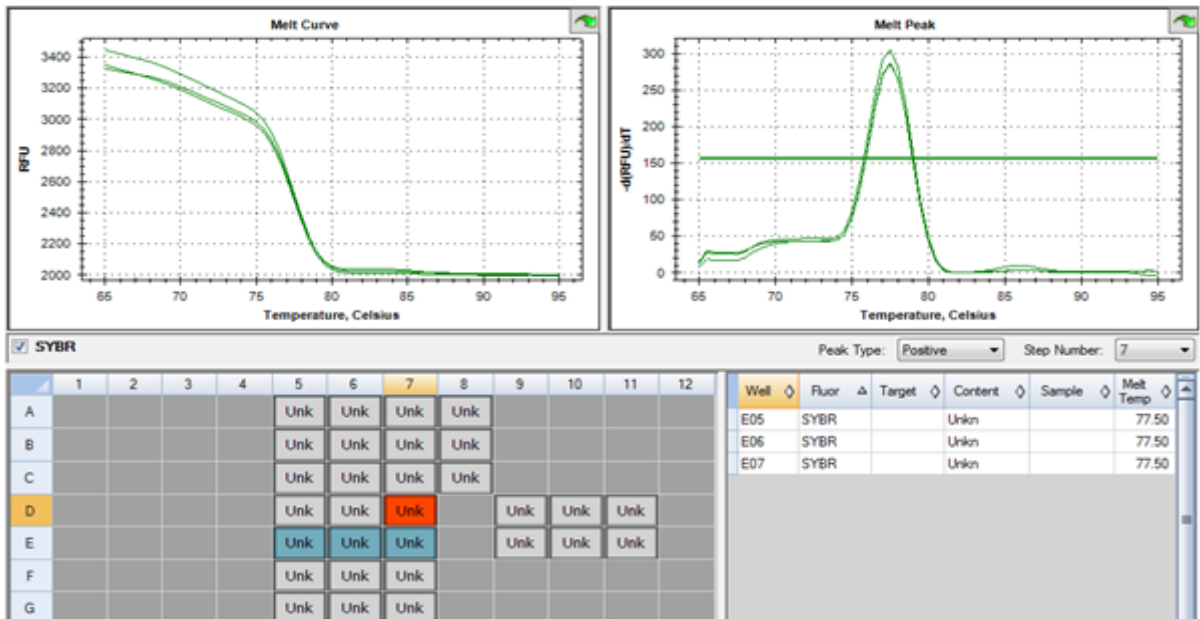 Melt Curve
3400
3200
3000
2800
2600
2400
2200
2000
RFU
65 70 75 80 85 90 95
Temperature, Celsius
Melt Peak
300
250
200
150
100
50
0
-d(RFU)/dT
65 70 75 80 85 90 95
Temperature, Celsius
SYBR
Peak Type: Positive Step Number: 7
1 2 3 4 5 6 7 8 9 10 11 12
A Unk Unk Unk Unk
B Unk Unk Unk Unk
C Unk Unk Unk Unk
D Unk Unk Unk Unk Unk Unk
E Unk Unk Unk Unk Unk Unk
F Unk Unk Unk
G Unk Unk Unk
Well Fluor Target Content Sample Melt Temp
E05 SYBR Unkn 77.50
E06 SYBR Unkn 77.50
E07 SYBR Unkn 77.50